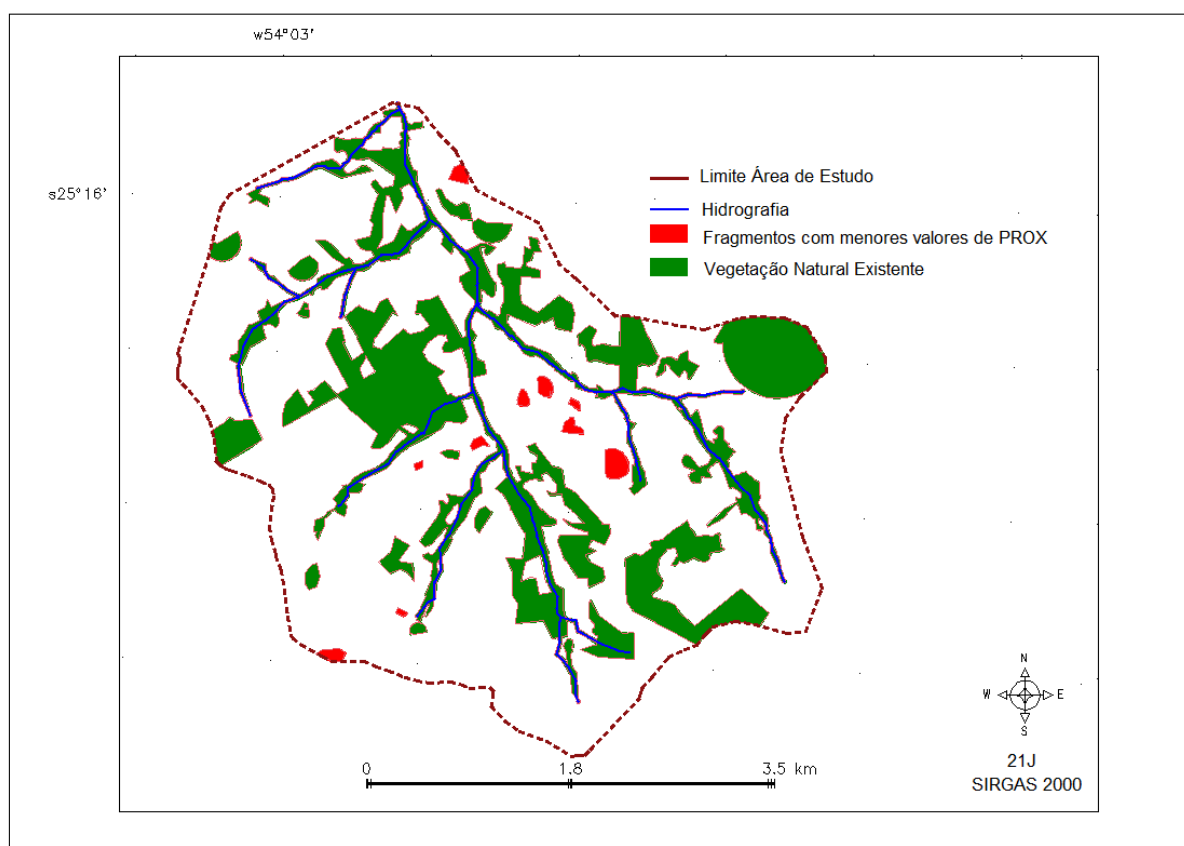 w54°03'
s25°16'
Limite Área de Estudo
Hidrografia
Fragmentos com menores valores de PROX
Vegetação Natural Existente
N
W E
S
0 1.8 3.5 km
21J
SIRGAS 2000